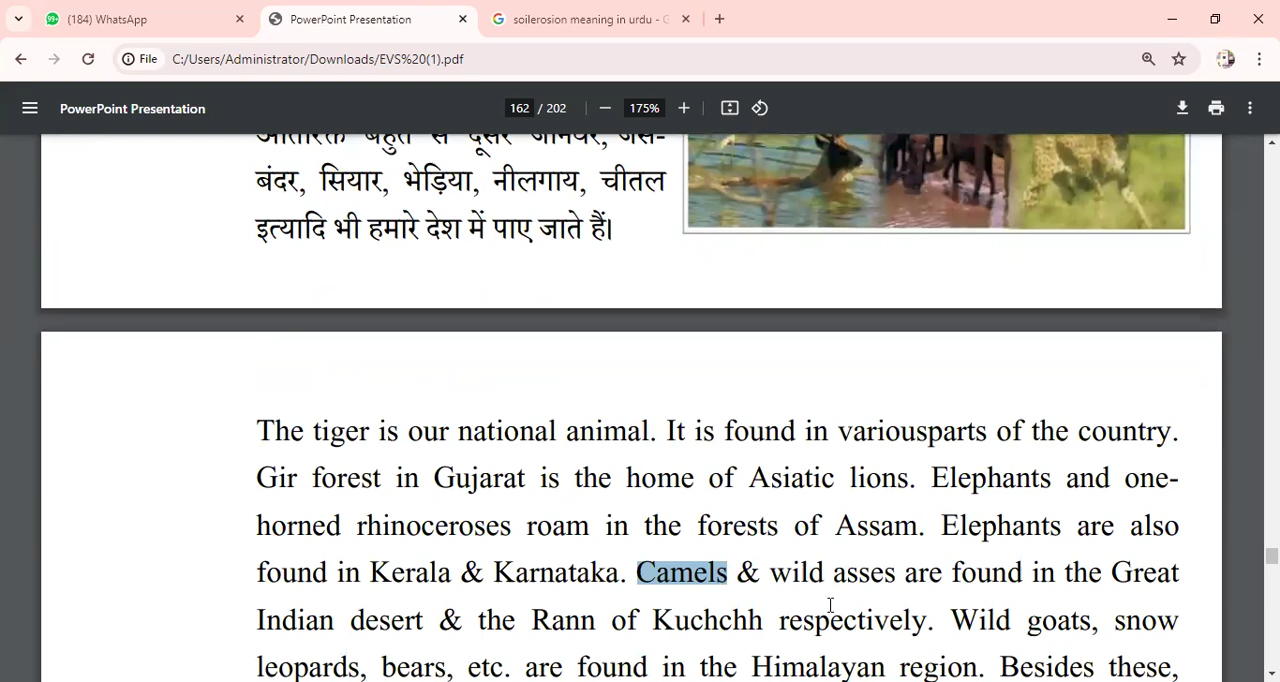 (184) WhatsApp
PowerPoint Presentation
soilerosion meaning in urdu - G
File C:/Users/Administrator/Downloads/EVS%20(1).pdf
PowerPoint Presentation
162 / 202
175%
बहुत से दूसरे जानवर, जैसे-
बंदर, सियार, भेड़िया, नीलगाय, चीतल
इत्यादि भी हमारे देश में पाए जाते हैं।
The tiger is our national animal. It is found in variousparts of the country.
Gir forest in Gujarat is the home of Asiatic lions. Elephants and one-
horned rhinoceroses roam in the forests of Assam. Elephants are also
found in Kerala & Karnataka. Camels & wild asses are found in the Great
Indian desert & the Rann of Kuchchh respectively. Wild goats, snow
leopards, bears, etc. are found in the Himalayan region. Besides these,